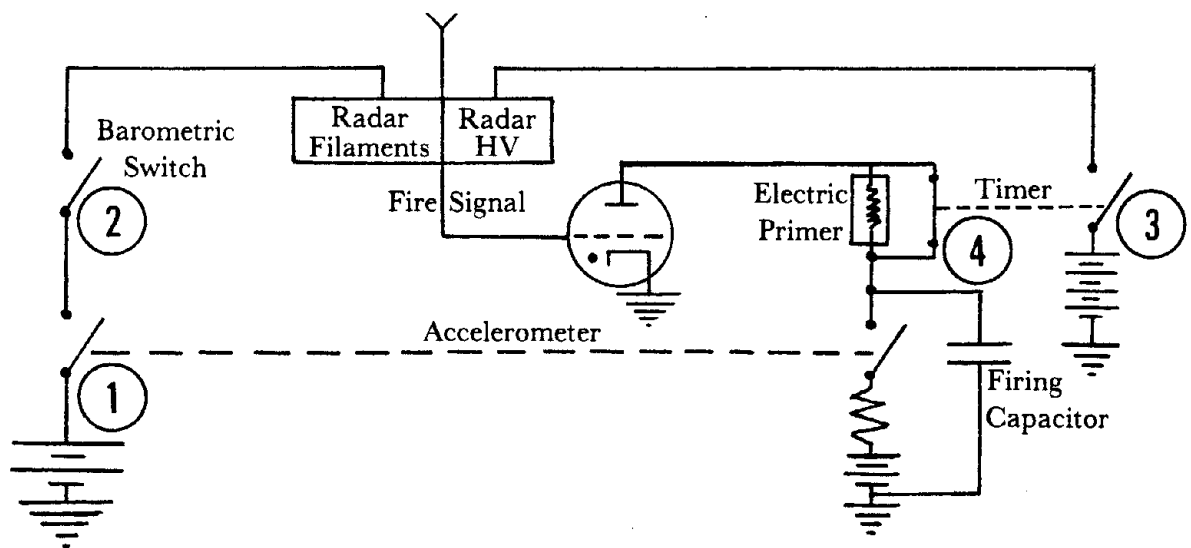 Radar
Filaments
Radar
HV
Barometric
Switch
Fire Signal
2
Electric
Primer
Timer
3
4
Accelerometer
1
Firing
Capacitor